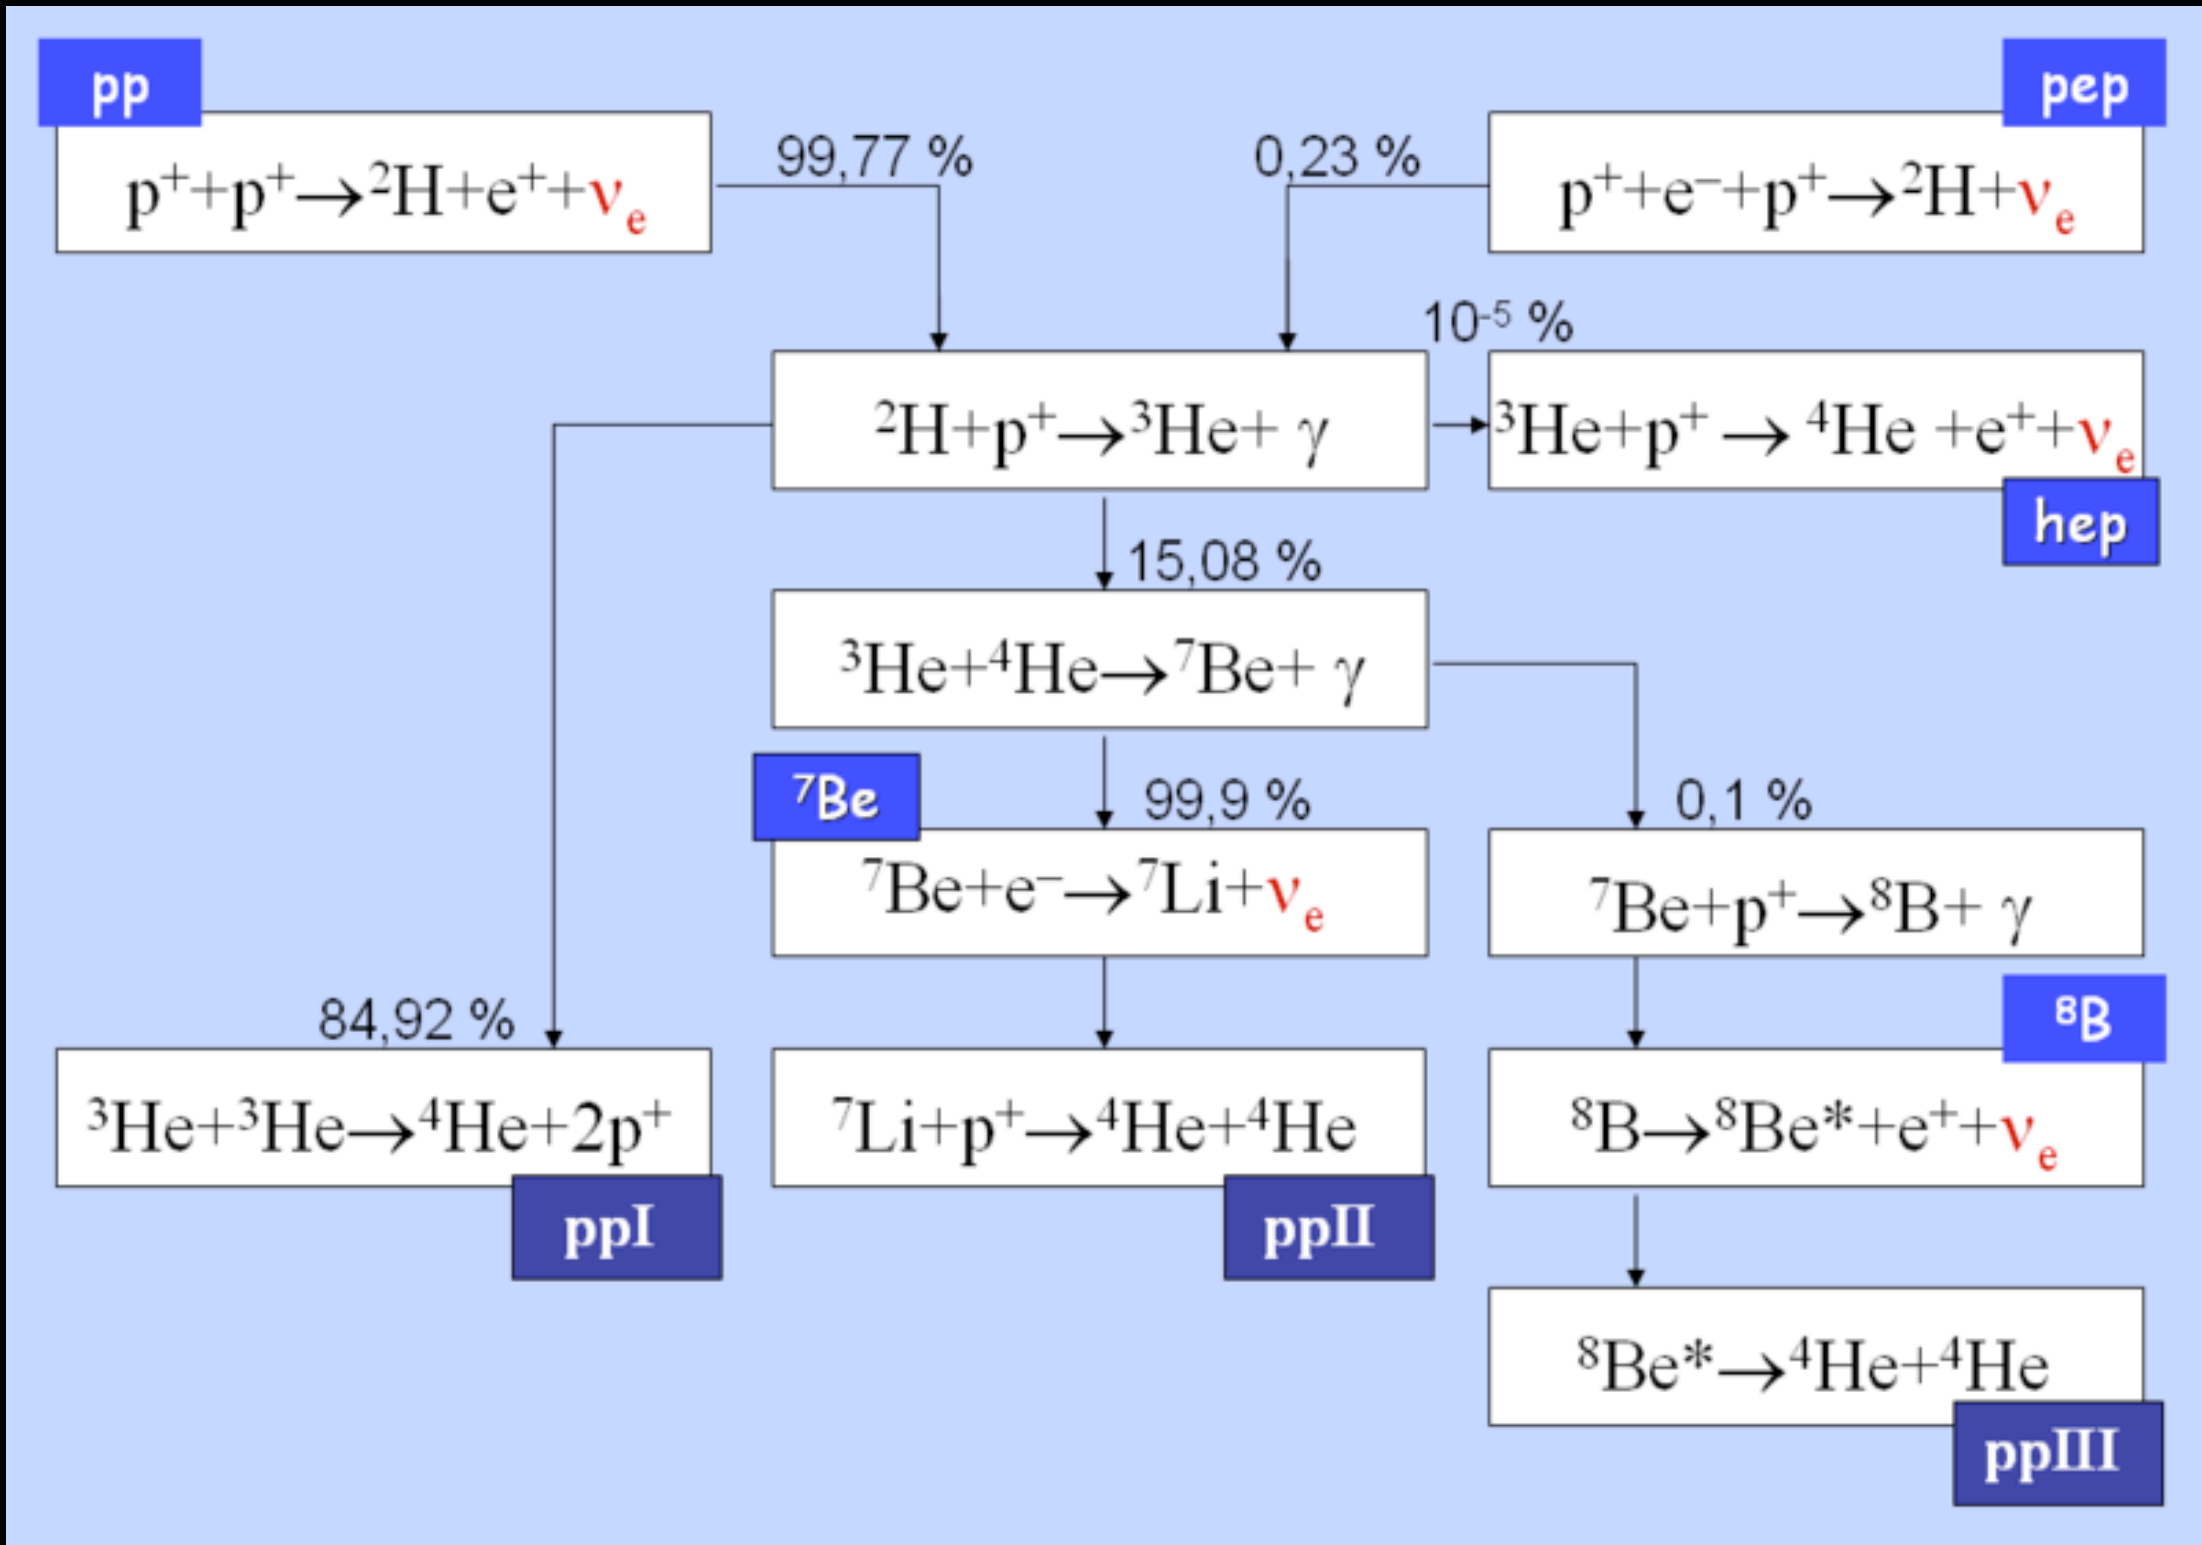 pp
pep
99,77 %
0,23 %
p⁺+p⁺→²H+e⁺+νₑ
p⁺+e⁻+p⁺→²H+νₑ
10⁻⁵ %
²H+p⁺→³He+ γ
³He+p⁺ → ⁴He +e⁺+νₑ
hep
15,08 %
³He+⁴He→⁷Be+ γ
⁷Be
99,9 %
0,1 %
⁷Be+e⁻→⁷Li+νₑ
⁷Be+p⁺→⁸B+ γ
84,92 %
⁸B
³He+³He→⁴He+2p⁺
⁷Li+p⁺→⁴He+⁴He
⁸B→⁸Be*+e⁺+νₑ
ppI
ppII
⁸Be*→⁴He+⁴He
ppIII